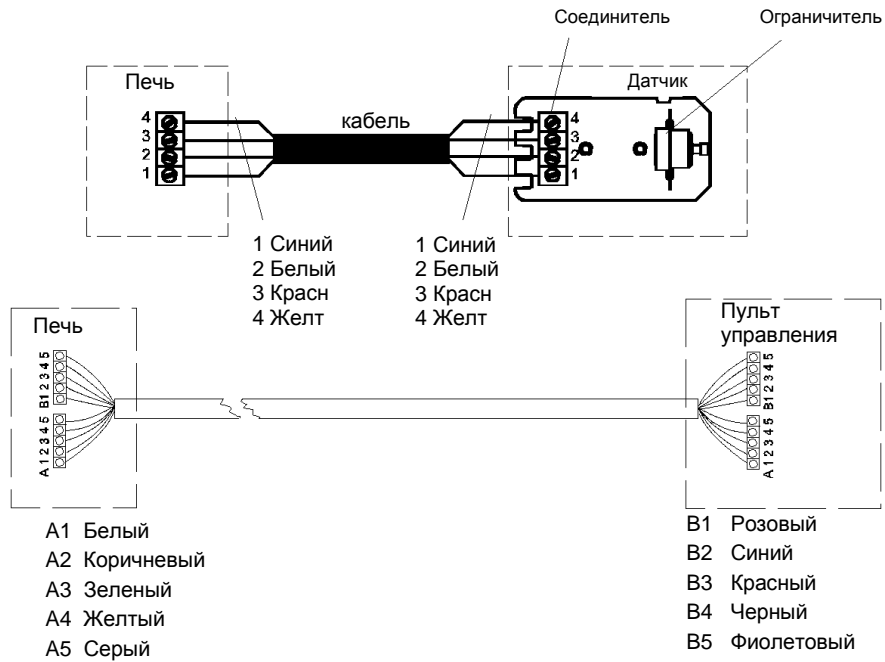 Соединитель
Ограничитель
Печь
Датчик
кабель
4
3
2
1
4
3
2
1
1 Синий
2 Белый
3 Красн
4 Желт
1 Синий
2 Белый
3 Красн
4 Желт
Печь
Пульт
управления
B1 2 3 4 5
A 1 2 3 4 5
B1 2 3 4 5
A 1 2 3 4 5
A1 Белый
A2 Коричневый
A3 Зеленый
A4 Желтый
A5 Серый
B1 Розовый
B2 Синий
B3 Красный
B4 Черный
B5 Фиолетовый